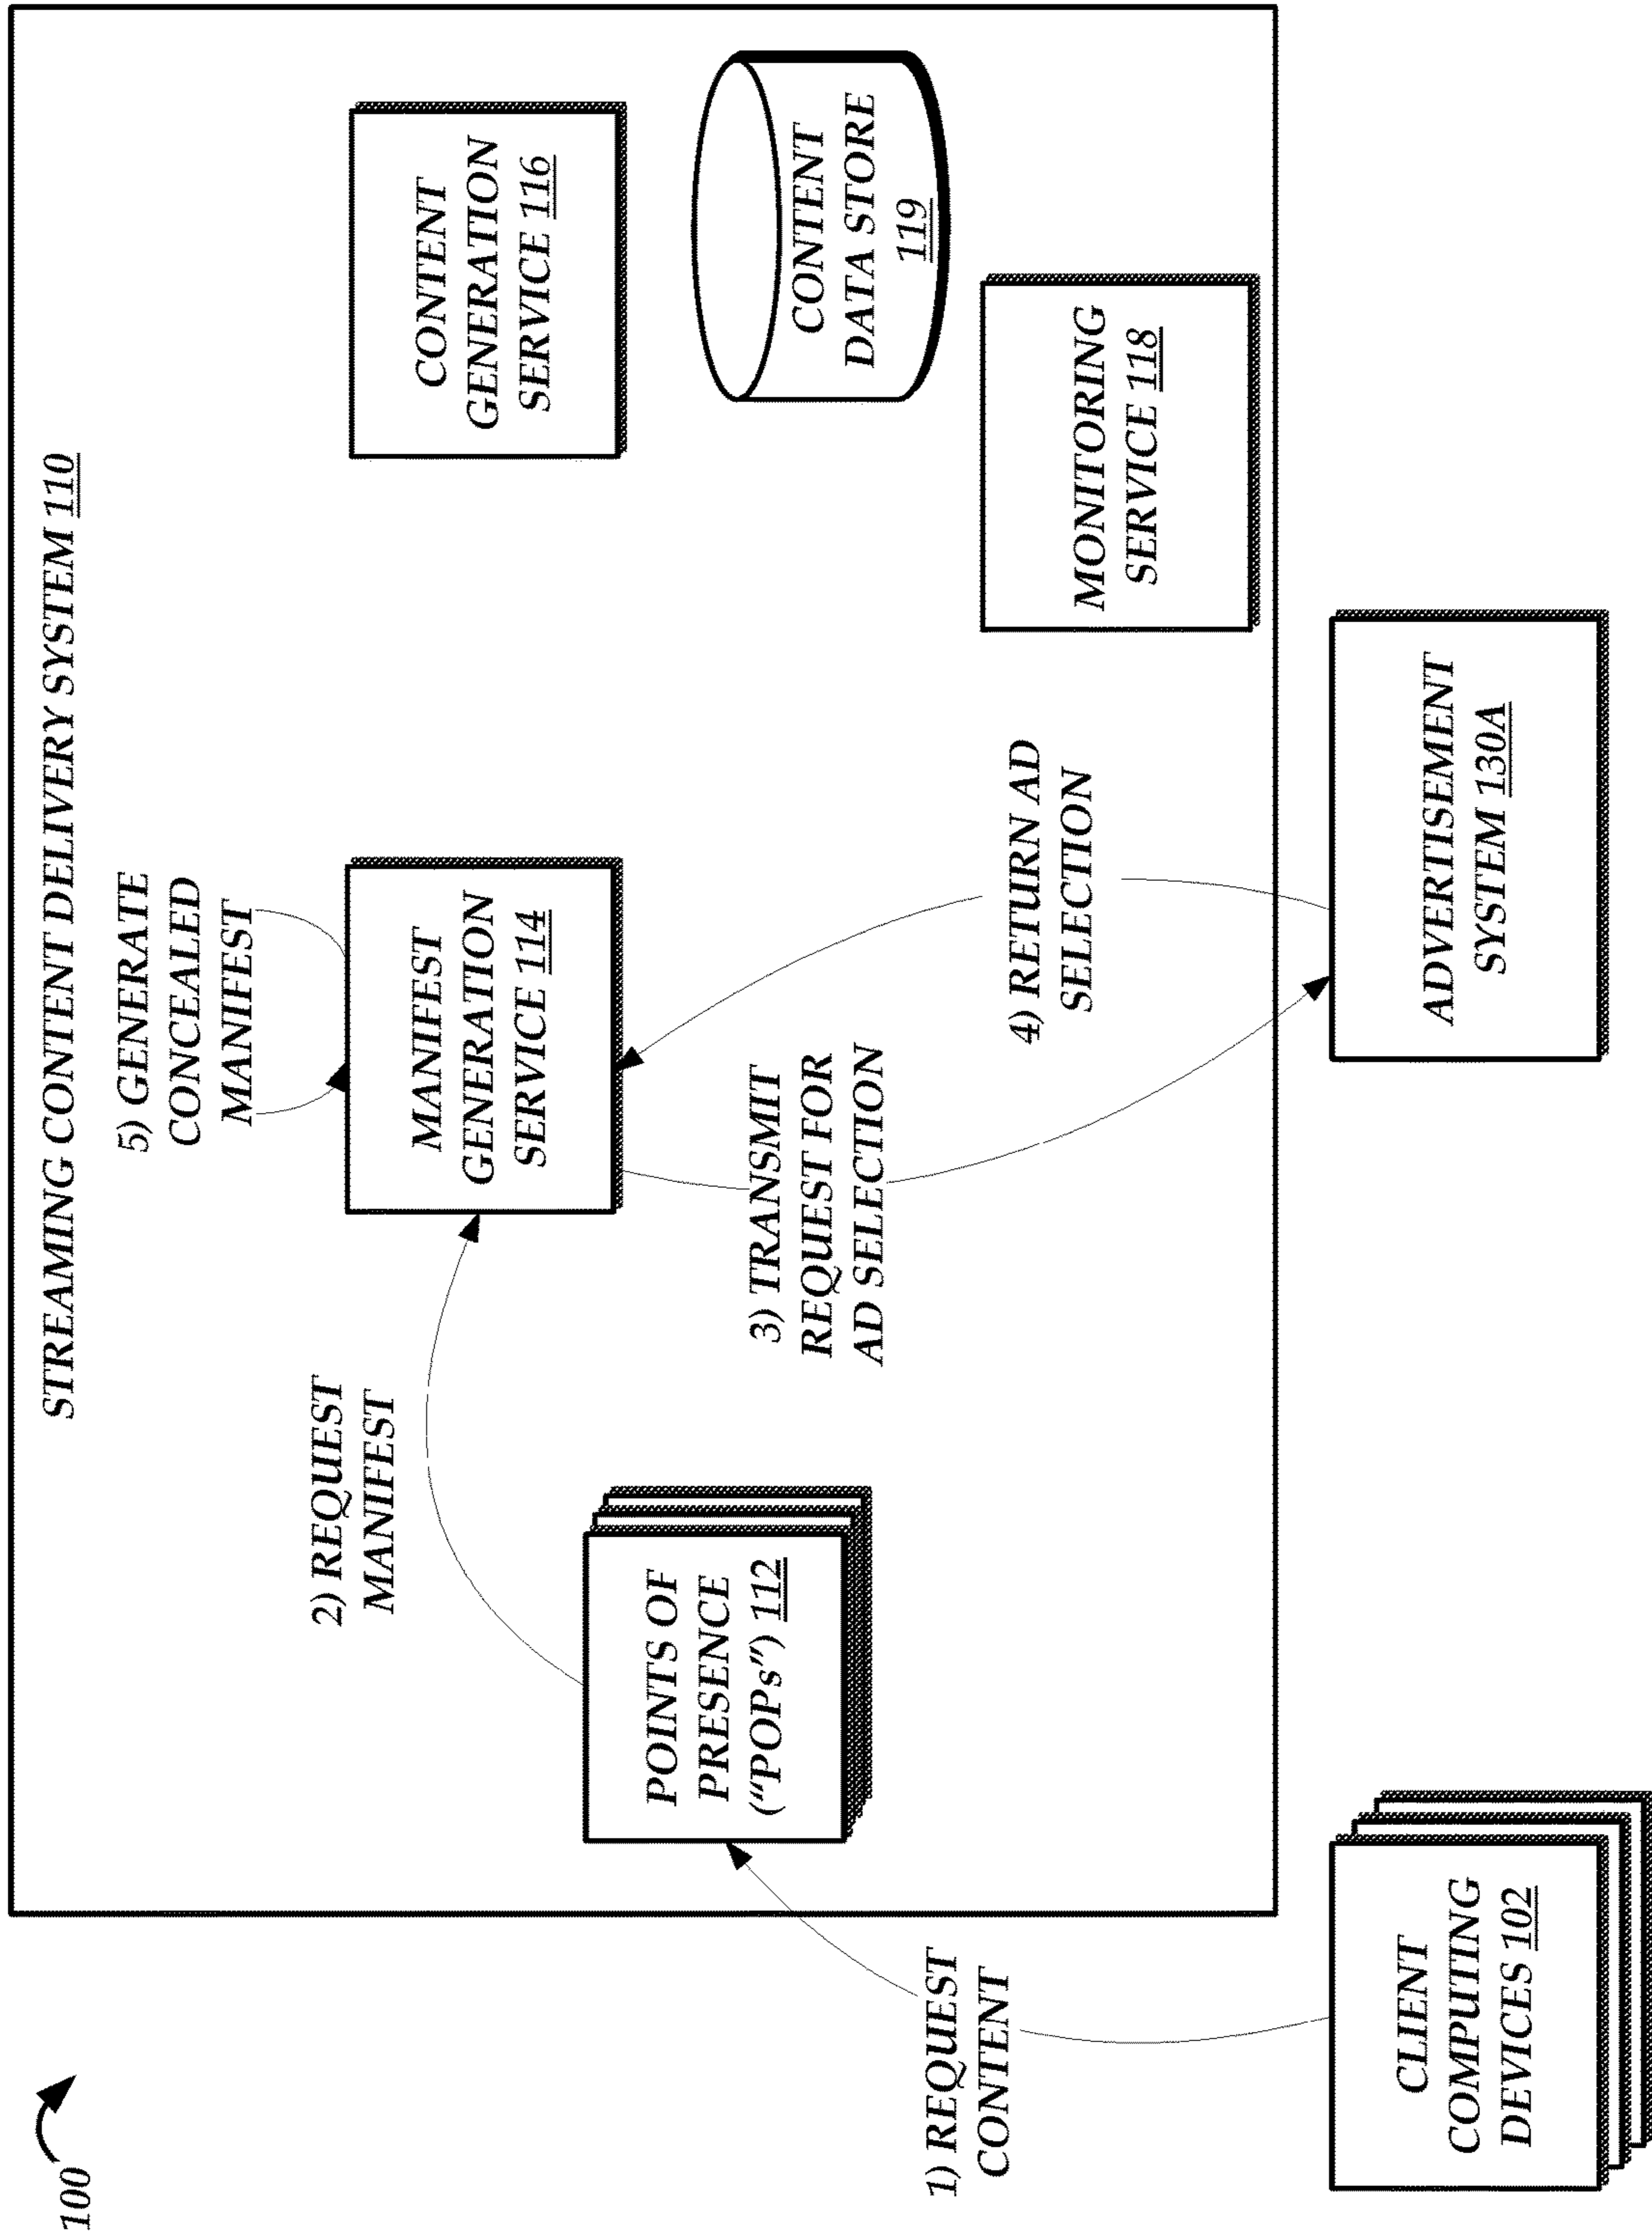 100
STREAMING CONTENT DELIVERY SYSTEM 110
5) GENERATE
CONCEALED
MANIFEST
2) REQUEST
MANIFEST
MANIFEST
GENERATION
SERVICE 114
CONTENT
GENERATION
SERVICE 116
POINTS OF
PRESENCE
(“POPs”) 112
3) TRANSMIT
REQUEST FOR
AD SELECTION
CONTENT
DATA STORE
119
1) REQUEST
CONTENT
4) RETURN AD
SELECTION
MONITORING
SERVICE 118
CLIENT
COMPUTING
DEVICES 102
ADVERTISEMENT
SYSTEM 130A